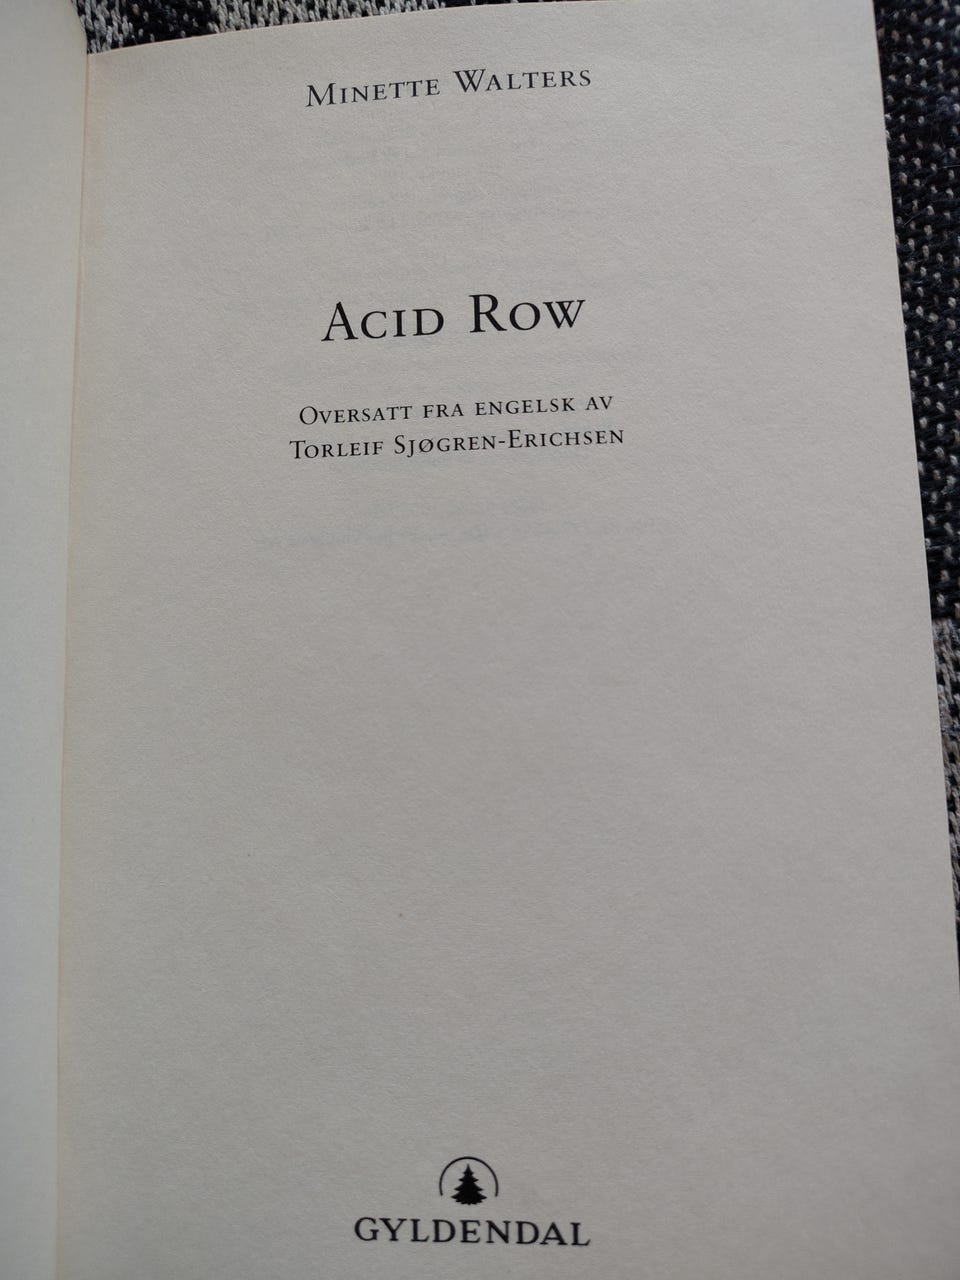 Minette Walters
Acid Row
Oversatt fra engelsk av
Torleif Sjøgren-Erichsen
GYLDENDAL